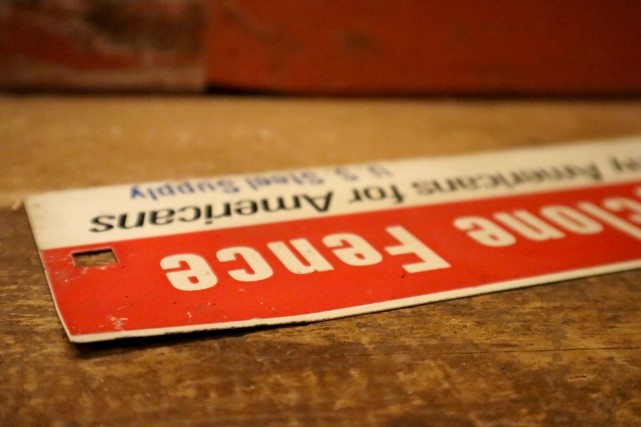 clone Fence
y Americans for Americans
U.S. Steel Supply